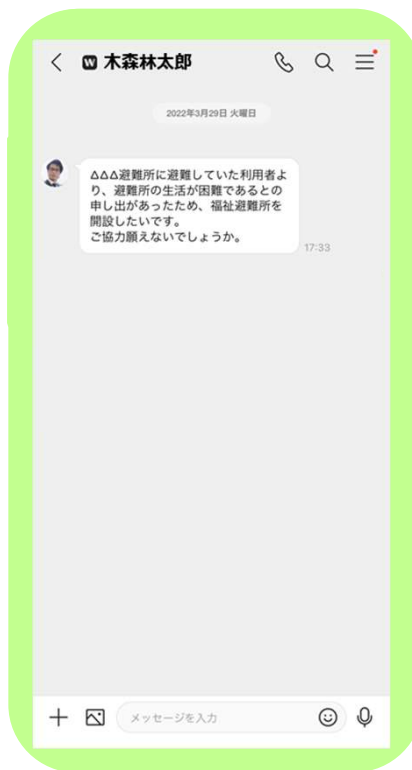 W 木森林太郎
2022年3月29日 火曜日
△△△避難所に避難していた利用者よ
り、避難所の生活が困難であるとの
申し出があったため、福祉避難所を
開設したいです。
ご協力願えないでしょうか。
17:33
メッセージを入力